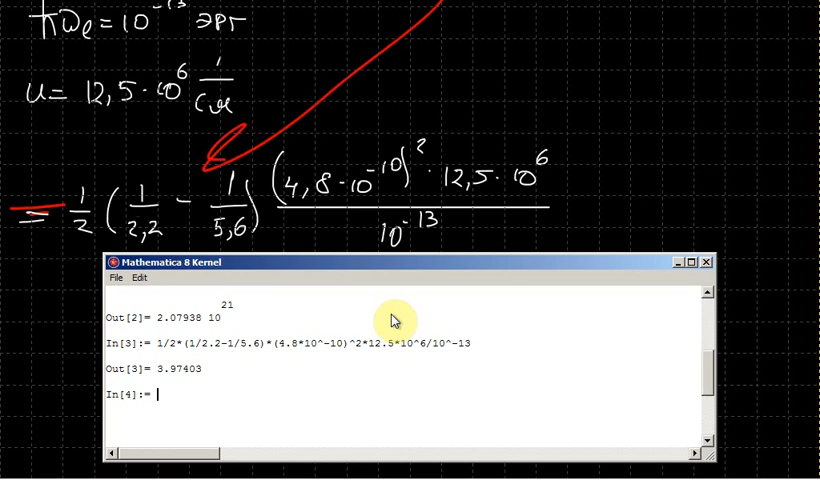 ħω_e = 10^-13 эрг
u = 12,5 · 10^6 1/см
= 1/2 (1/2,2 − 1/5,6) (4,8·10^-10)^2 · 12,5 · 10^6 / 10^-13
Mathematica 8 Kernel
File Edit
21
Out[2]= 2.07938 10
In[3]:= 1/2*(1/2.2-1/5.6)*(4.8*10^-10)^2*12.5*10^6/10^-13
Out[3]= 3.97403
In[4]:=